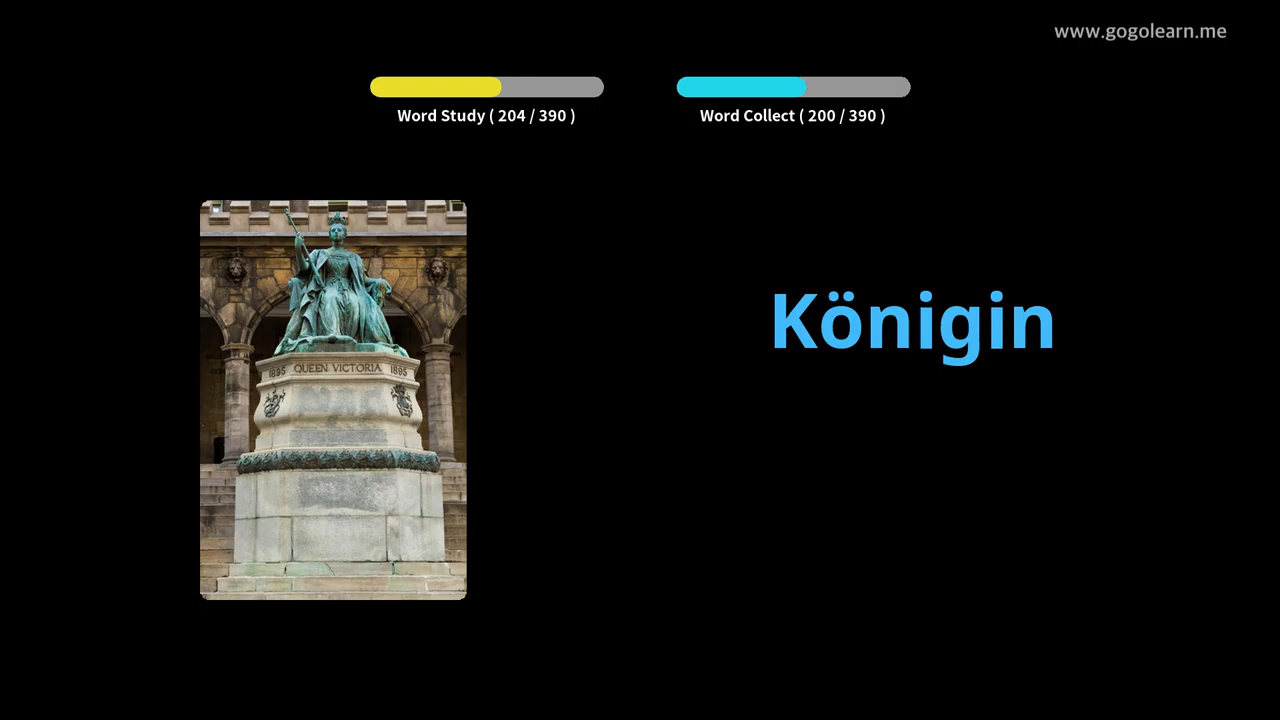 www.gogolearn.me
Word Study ( 204 / 390 )
Word Collect ( 200 / 390 )
1895 QUEEN VICTORIA 1895
Königin